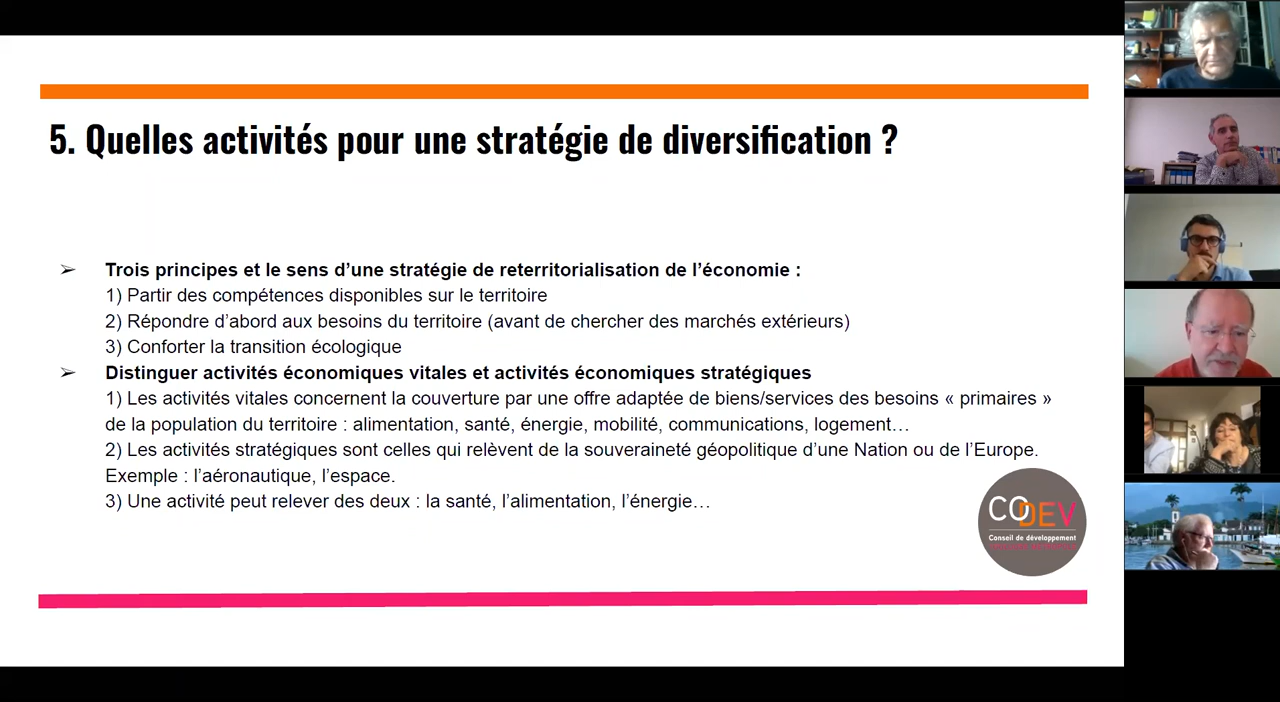 5. Quelles activités pour une stratégie de diversification ?
➢ Trois principes et le sens d’une stratégie de reterritorialisation de l’économie :
1) Partir des compétences disponibles sur le territoire
2) Répondre d’abord aux besoins du territoire (avant de chercher des marchés extérieurs)
3) Conforter la transition écologique
➢ Distinguer activités économiques vitales et activités économiques stratégiques
1) Les activités vitales concernent la couverture par une offre adaptée de biens/services des besoins « primaires »
de la population du territoire : alimentation, santé, énergie, mobilité, communications, logement…
2) Les activités stratégiques sont celles qui relèvent de la souveraineté géopolitique d’une Nation ou de l’Europe.
Exemple : l’aéronautique, l’espace.
3) Une activité peut relever des deux : la santé, l’alimentation, l’énergie…
CODEV
Conseil de développement